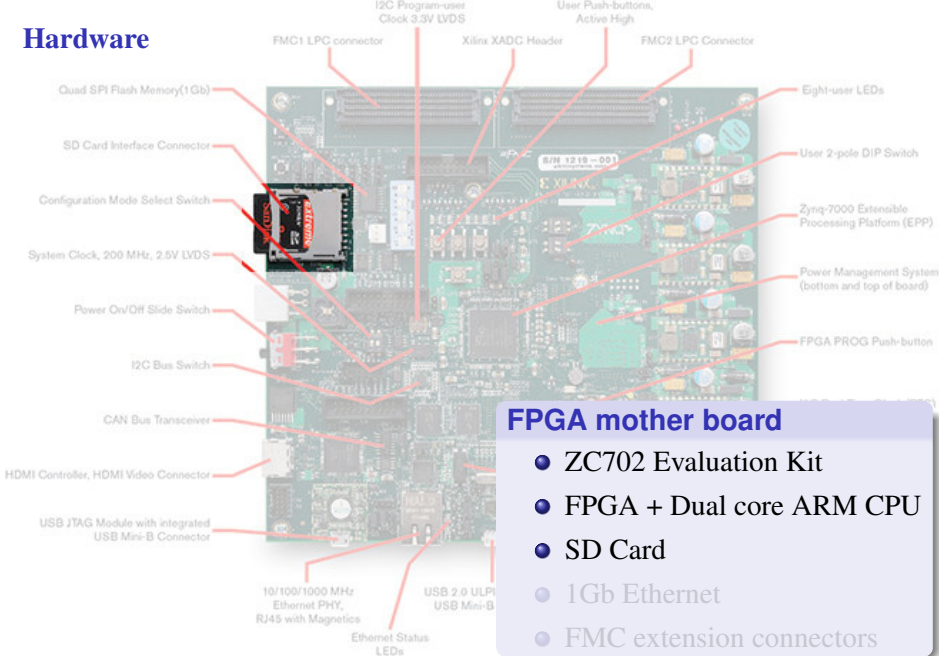 Hardware
I2C Program-user
Clock 3.3V LVDS
User Push-buttons,
Active High
FMC1 LPC connector
Xilinx XADC Header
FMC2 LPC Connector
Quad SPI Flash Memory(1Gb)
Eight-user LEDs
SD Card Interface Connector
User 2-pole DIP Switch
S/N 1219-001
XILINX
Configuration Mode Select Switch
extreme
SanDisk
ZYNQ
Zynq-7000 Extensible
Processing Platform (EPP)
System Clock, 200 MHz, 2.5V LVDS
Power Management System
(bottom and top of board)
Power On/Off Slide Switch
FPGA PROG Push-button
I2C Bus Switch
CAN Bus Transceiver
HDMI Controller, HDMI Video Connector
USB JTAG Module with integrated
USB Mini-B Connector
10/100/1000 MHz
Ethernet PHY,
RJ45 with Magnetics
USB 2.0 ULPI
USB Mini-B
Ethernet Status
LEDs
FPGA mother board
ZC702 Evaluation Kit
FPGA + Dual core ARM CPU
SD Card
1Gb Ethernet
FMC extension connectors